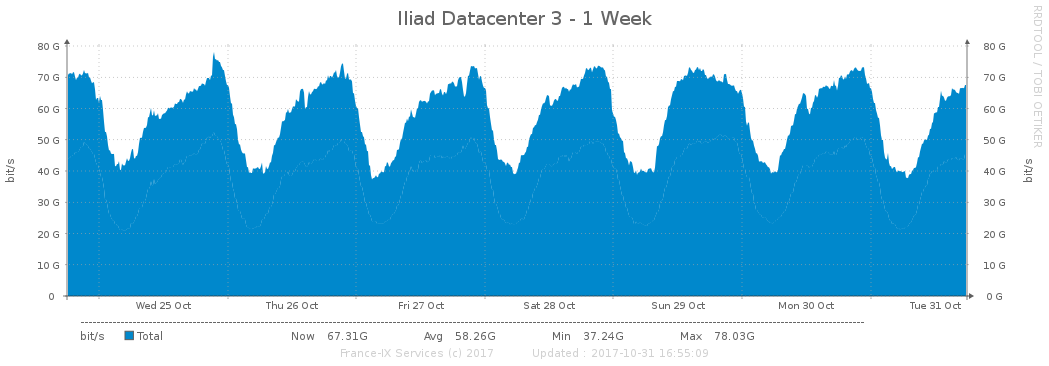 Iliad Datacenter 3 - 1 Week
RRDTOOL / TOBI OETIKER
bit/s
80 G
70 G
60 G
50 G
40 G
30 G
20 G
10 G
0
80 G
70 G
60 G
50 G
40 G
30 G
20 G
10 G
0 G
bit/s
Wed 25 Oct Thu 26 Oct Fri 27 Oct Sat 28 Oct Sun 29 Oct Mon 30 Oct Tue 31 Oct
bit/s Total Now 67.31G Avg 58.26G Min 37.24G Max 78.03G
France-IX Services (c) 2017 Updated : 2017-10-31 16:55:09